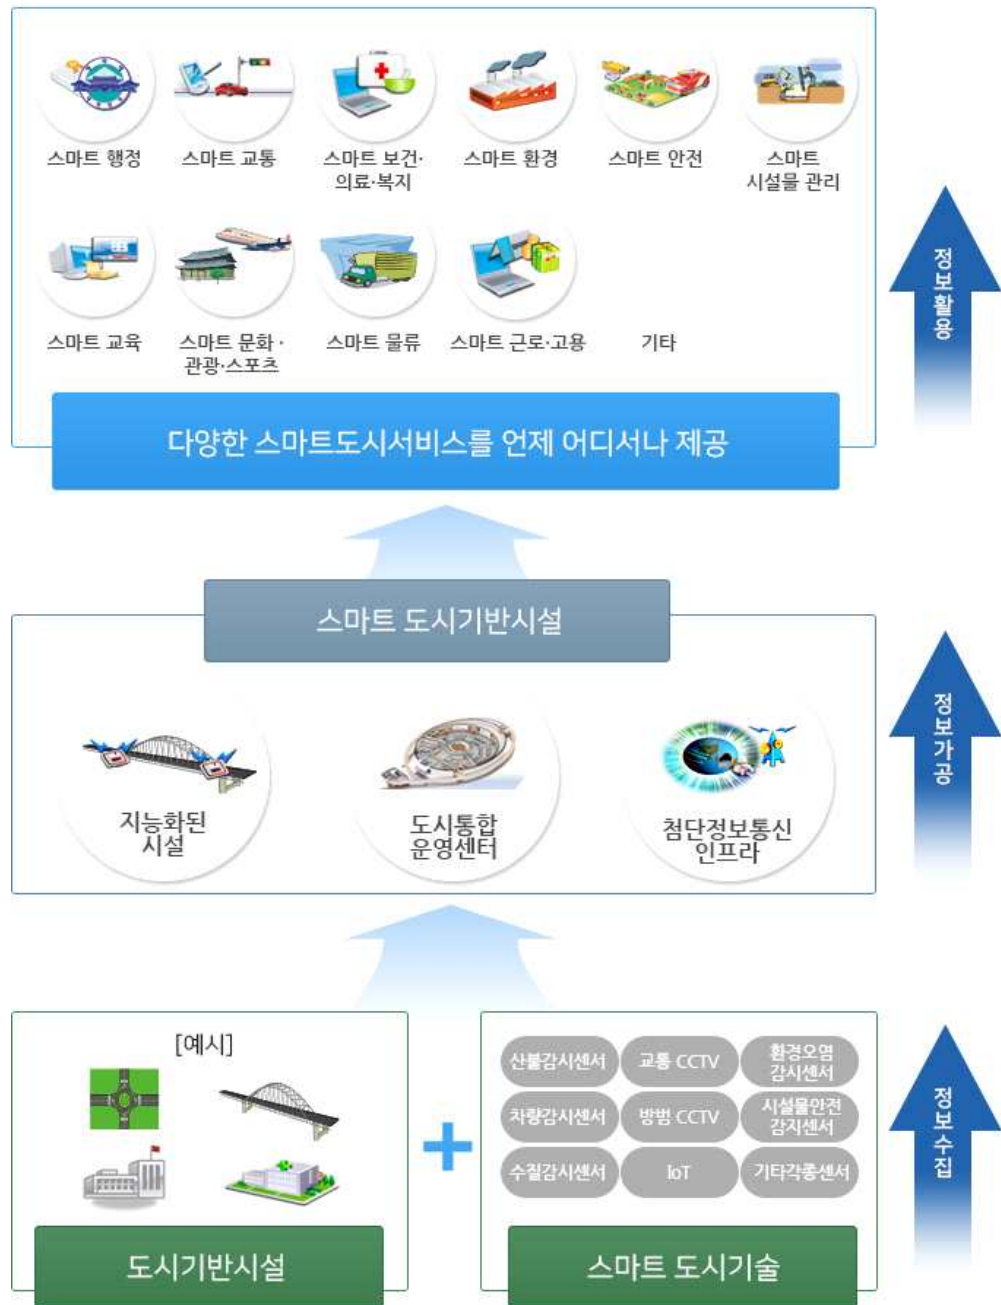 스마트 행정
스마트 교통
스마트 보건·
의료·복지
스마트 환경
스마트 안전
스마트
시설물 관리
스마트 교육
스마트 문화 ·
관광·스포츠
스마트 물류
스마트 근로·고용
기타
정보활용
다양한 스마트도시서비스를 언제 어디서나 제공
스마트 도시기반시설
지능화된
시설
도시통합
운영센터
첨단정보통신
인프라
정보가공
[예시]
도시기반시설
산불감시센서
교통 CCTV
환경오염
감시센서
차량감시센서
방범 CCTV
시설물안전
감지센서
수질감시센서
IoT
기타각종센서
스마트 도시기술
정보수집